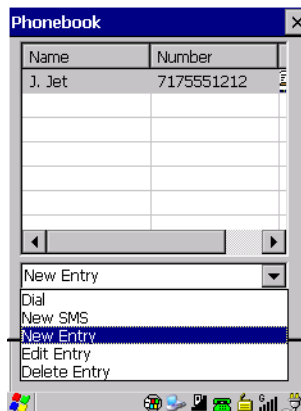 Phonebook
Name Number
J. Jet 7175551212
New Entry
Dial
New SMS
New Entry
Edit Entry
Delete Entry
G